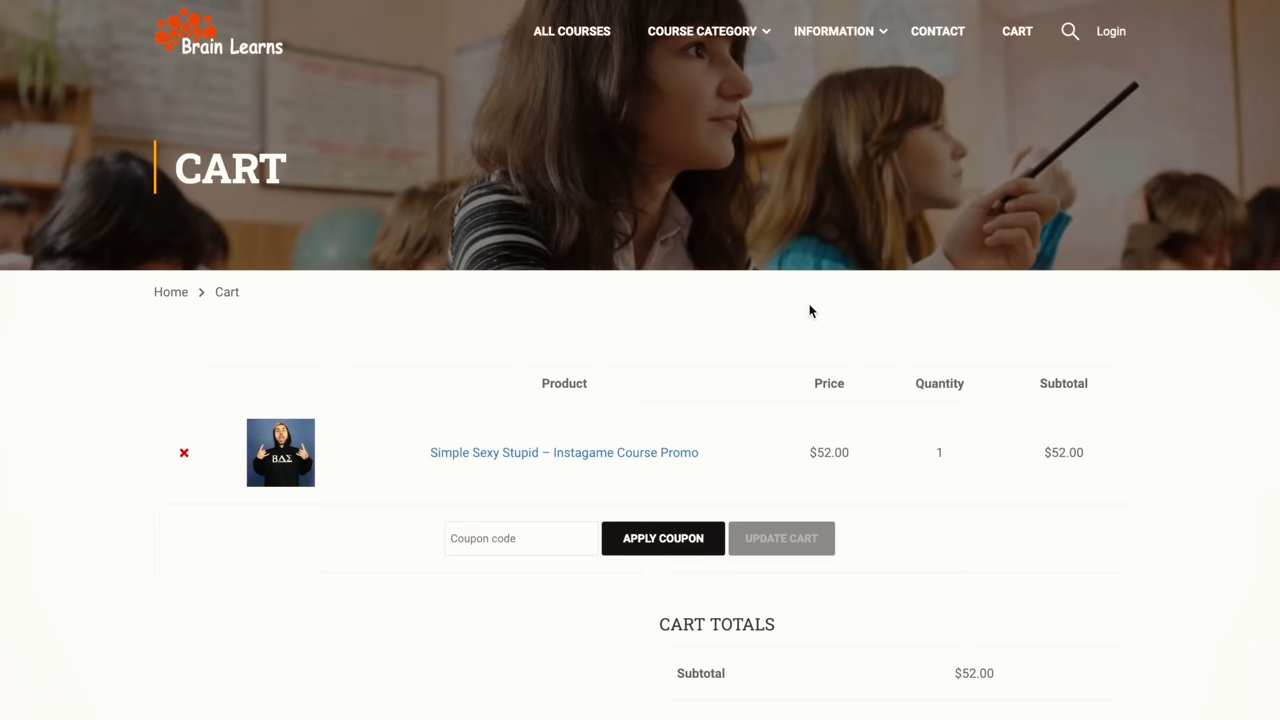 Brain Learns
ALL COURSES
COURSE CATEGORY
INFORMATION
CONTACT
CART
Login
CART
Home
Cart
Product Price Quantity Subtotal
ΒΔΣ
Simple Sexy Stupid – Instagame Course Promo $52.00 1 $52.00
Coupon code APPLY COUPON UPDATE CART
CART TOTALS
Subtotal $52.00